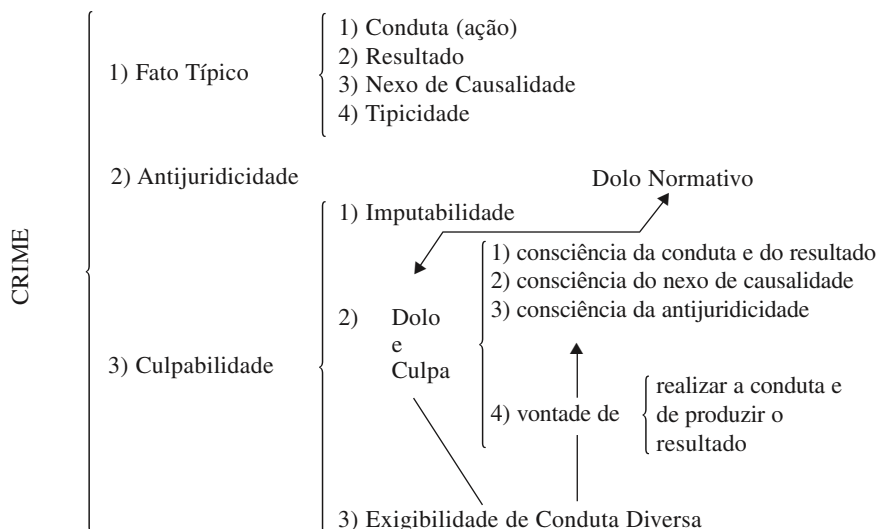 CRIME
1) Fato Típico
1) Conduta (ação)
2) Resultado
3) Nexo de Causalidade
4) Tipicidade
2) Antijuridicidade
Dolo Normativo
3) Culpabilidade
1) Imputabilidade
2) Dolo
e
Culpa
1) consciência da conduta e do resultado
2) consciência do nexo de causalidade
3) consciência da antijuridicidade
4) vontade de
realizar a conduta e
de produzir o
resultado
3) Exigibilidade de Conduta Diversa